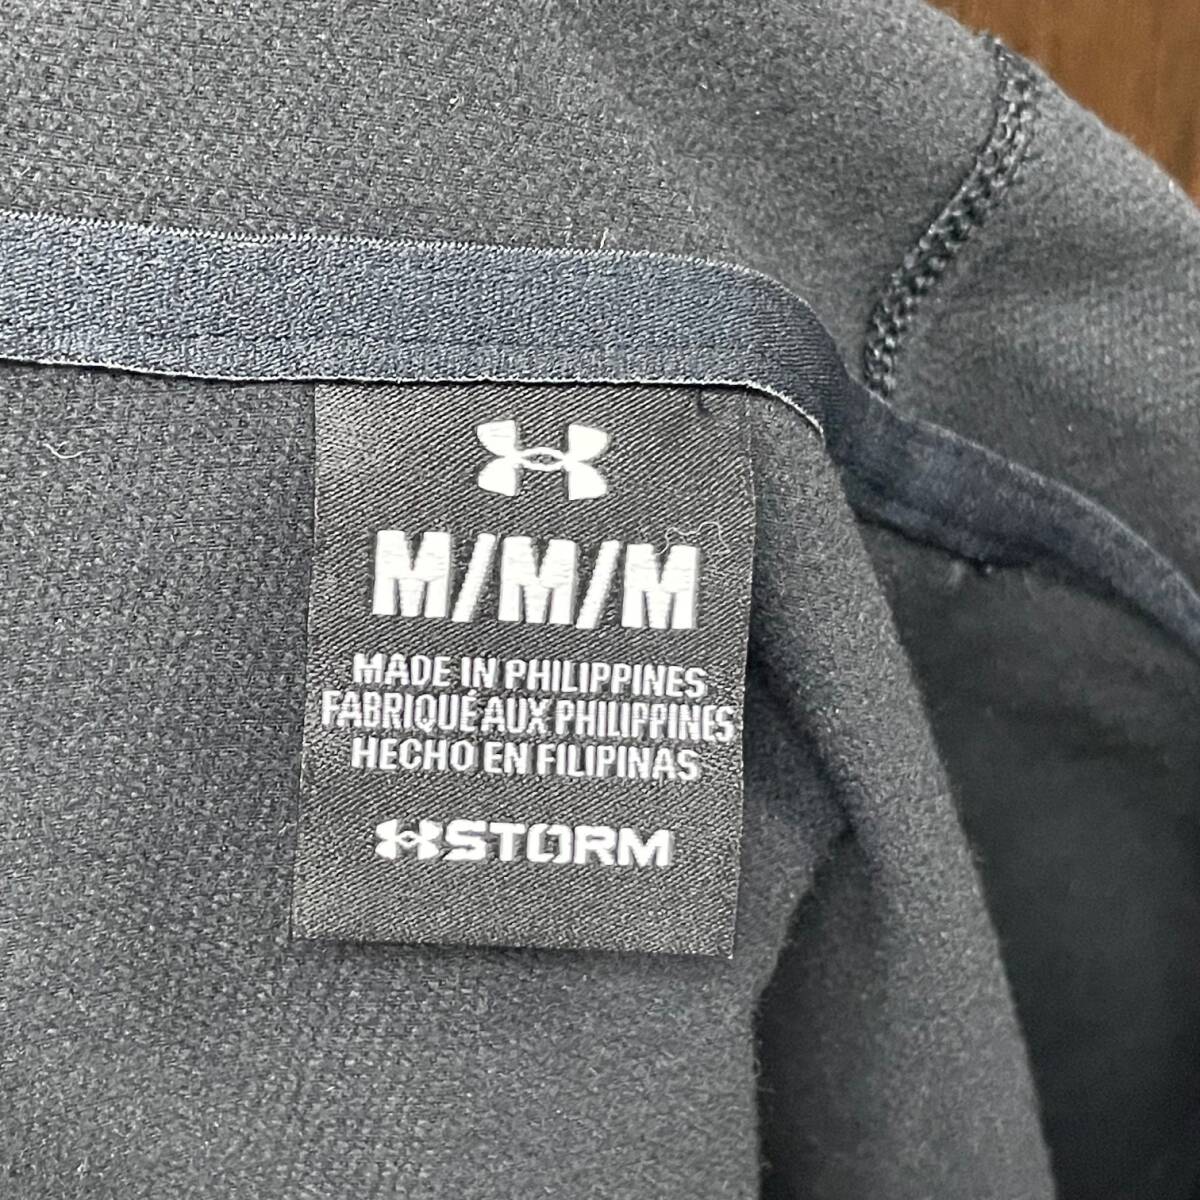 M/M/M
MADE IN PHILIPPINES
FABRIQUÉ AUX PHILIPPINES
HECHO EN FILIPINAS
STORM